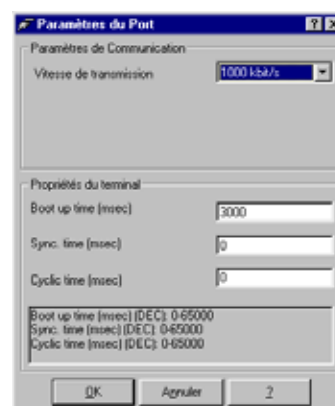 Paramètres du Port
Paramètres de Communication
Vitesse de transmission 1000 kbit/s
Propriétés du terminal
Boot up time (msec) 3000
Sync. time (msec) 0
Cyclic time (msec) 0
Boot up time (msec) (DEC): 0-65000
Sync. time (msec) (DEC): 0-65000
Cyclic time (msec) (DEC): 0-65000
OK Annuler ?